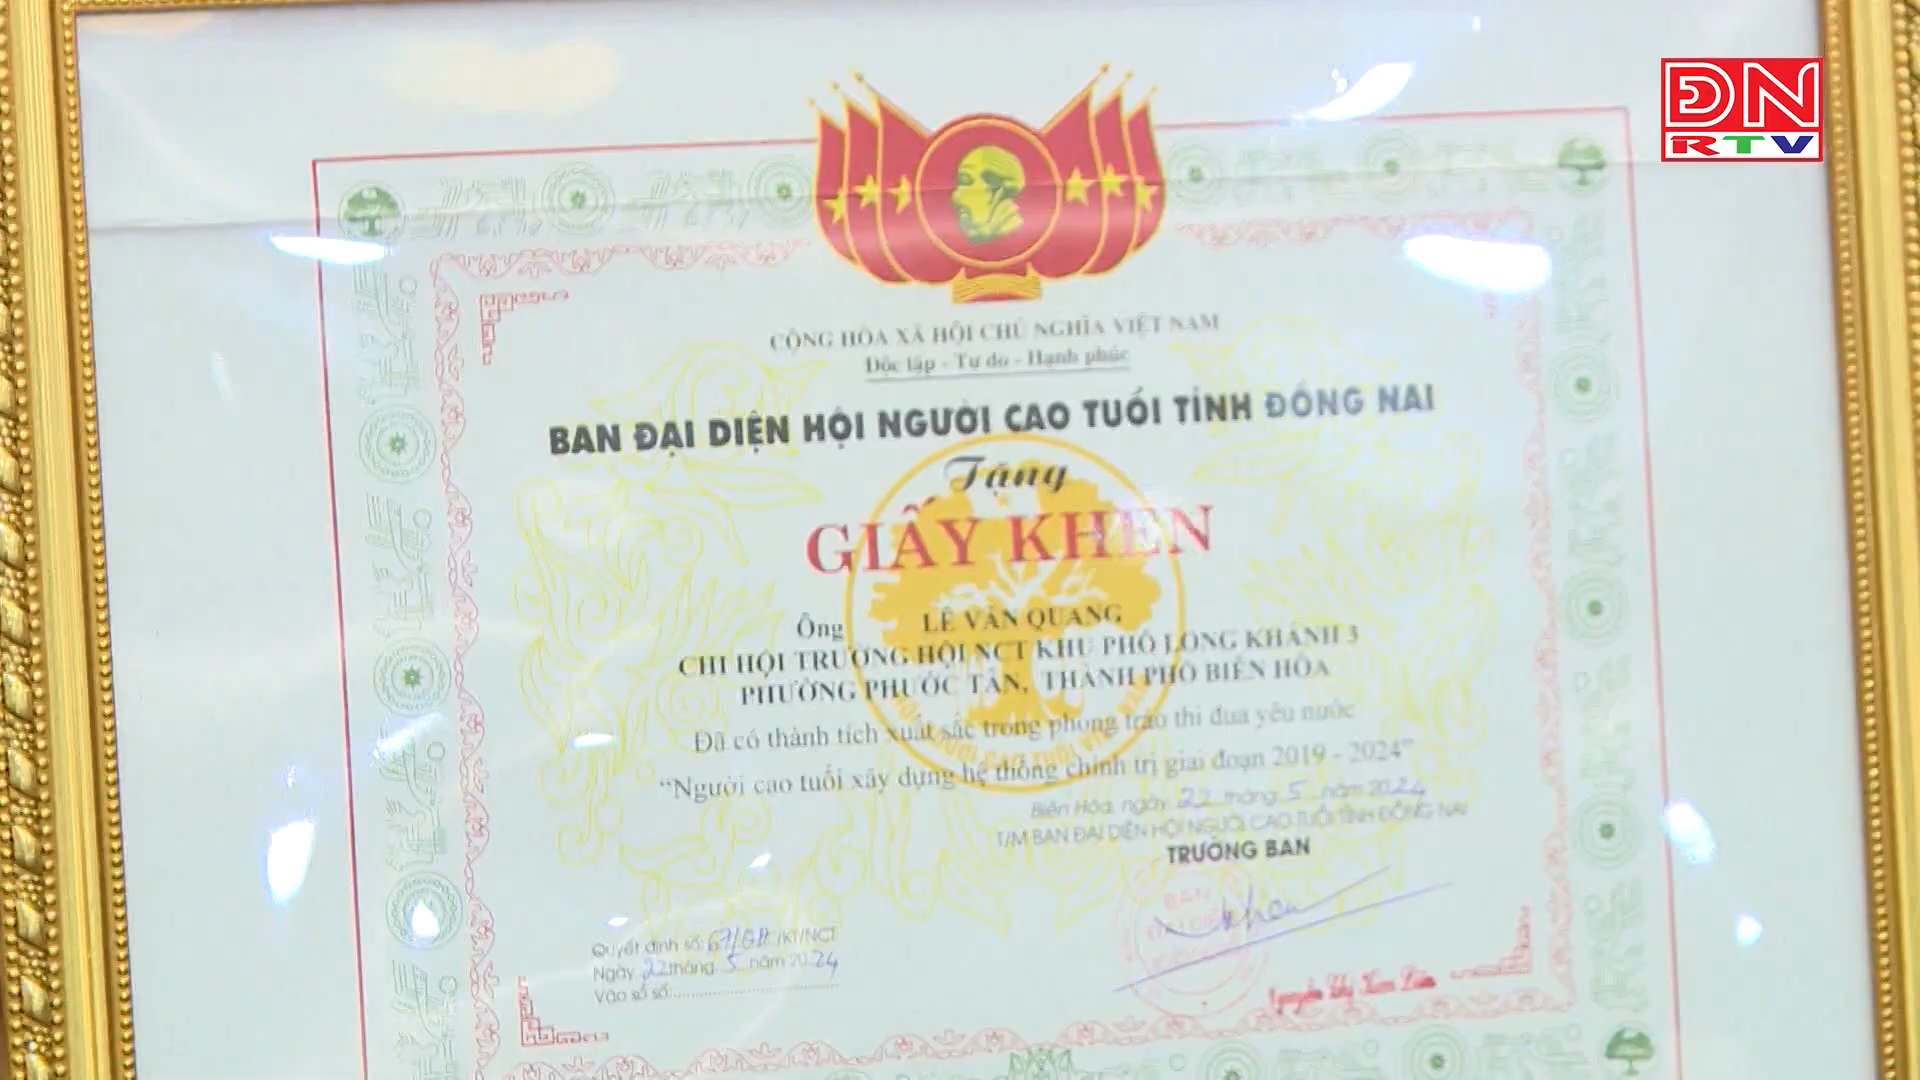 ĐN
RTV
CỘNG HÒA XÃ HỘI CHỦ NGHĨA VIỆT NAM
Độc lập - Tự do - Hạnh phúc
BAN ĐẠI DIỆN HỘI NGƯỜI CAO TUỔI TỈNH ĐỒNG NAI
Tặng
GIẤY KHEN
Ông LÊ VĂN QUANG
CHI HỘI TRƯỞNG HỘI NCT KHU PHỐ LONG KHÁNH 3
PHƯỜNG PHƯỚC TÂN, THÀNH PHỐ BIÊN HÒA
Đã có thành tích xuất sắc trong phong trào thi đua yêu nước
“Người cao tuổi xây dựng hệ thống chính trị giai đoạn 2019 - 2024”
Biên Hòa, ngày 22 tháng 5 năm 2024
T/M BAN ĐẠI DIỆN HỘI NGƯỜI CAO TUỔI TỈNH ĐỒNG NAI
TRƯỞNG BAN
Quyết định số: /KT/NCT
Ngày 22 tháng 5 năm 2024
Vào sổ số: